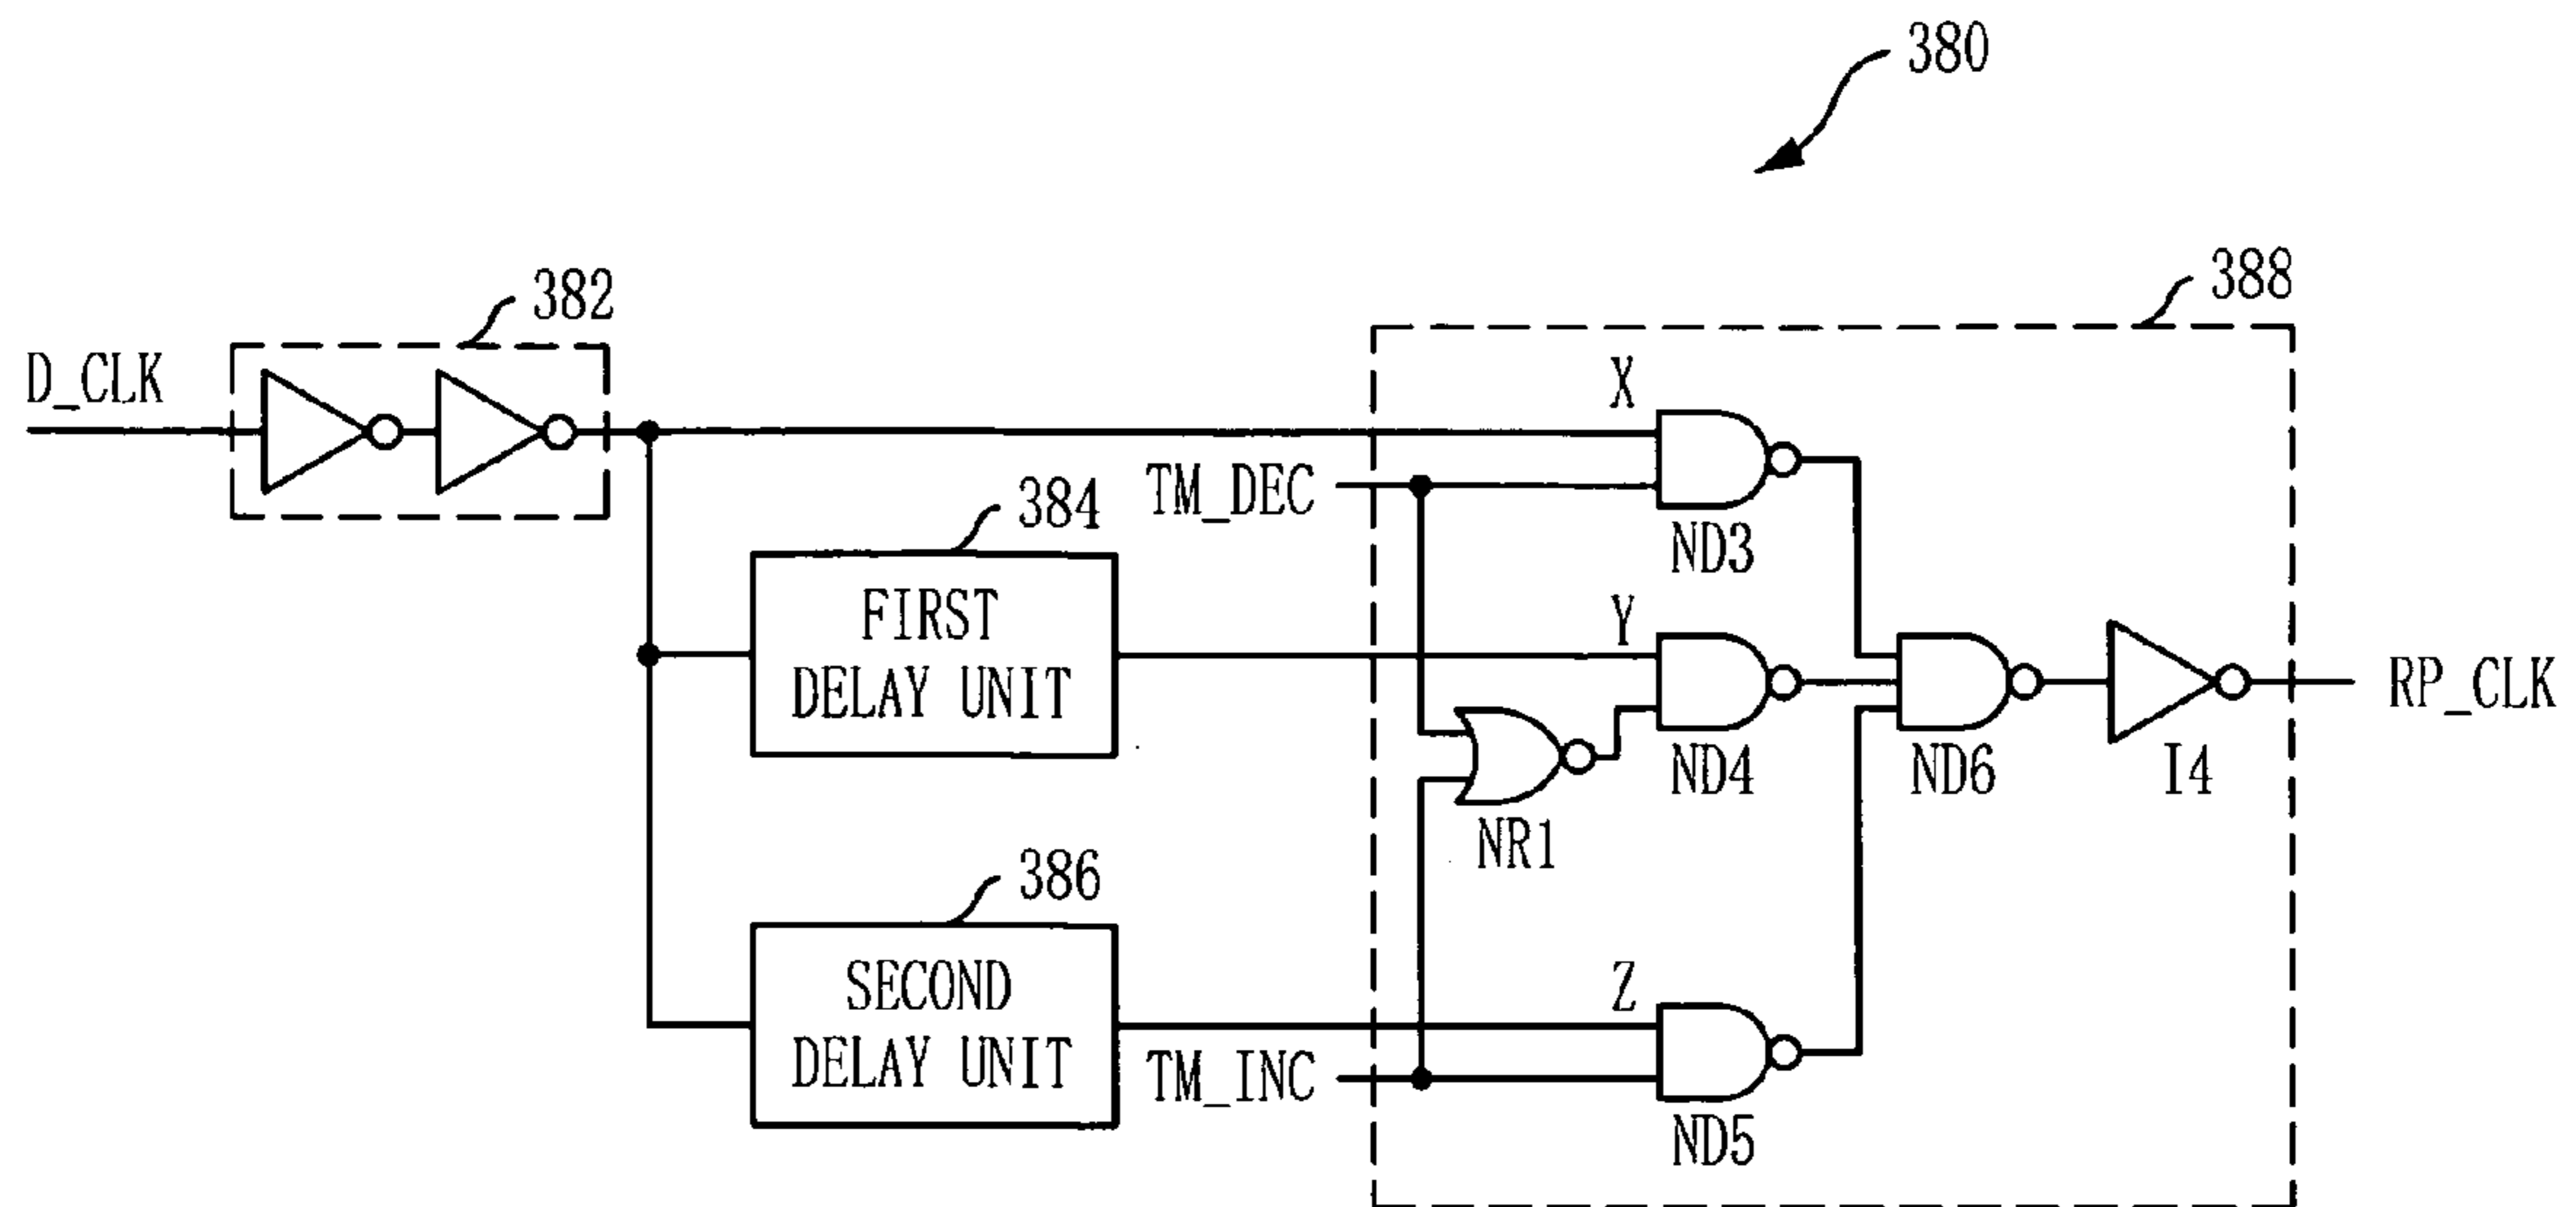 380
382
388
D_CLK
X
TM_DEC
384
ND3
FIRST
DELAY UNIT
Y
RP_CLK
ND4
ND6
I4
NR1
386
SECOND
DELAY UNIT
Z
TM_INC
ND5